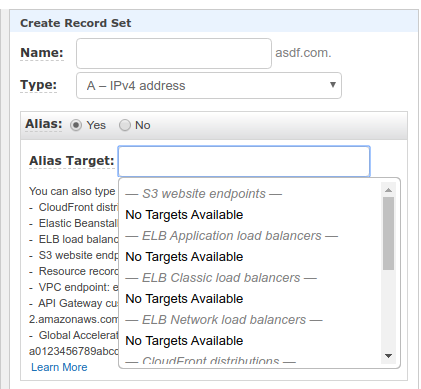 Create Record Set
Name: asdf.com.
Type: A – IPv4 address
Alias: Yes No
Alias Target:
You can also type
— S3 website endpoints —
- CloudFront distr
No Targets Available
- Elastic Beanstal
— ELB Application load balancers —
- ELB load balanc
No Targets Available
- S3 website endp
— ELB Classic load balancers —
- Resource record
- VPC endpoint: e
No Targets Available
- API Gateway cus
— ELB Network load balancers —
2.amazonaws.com
No Targets Available
- Global Accelerat
a0123456789abcd
— CloudFront distributions —
Learn More